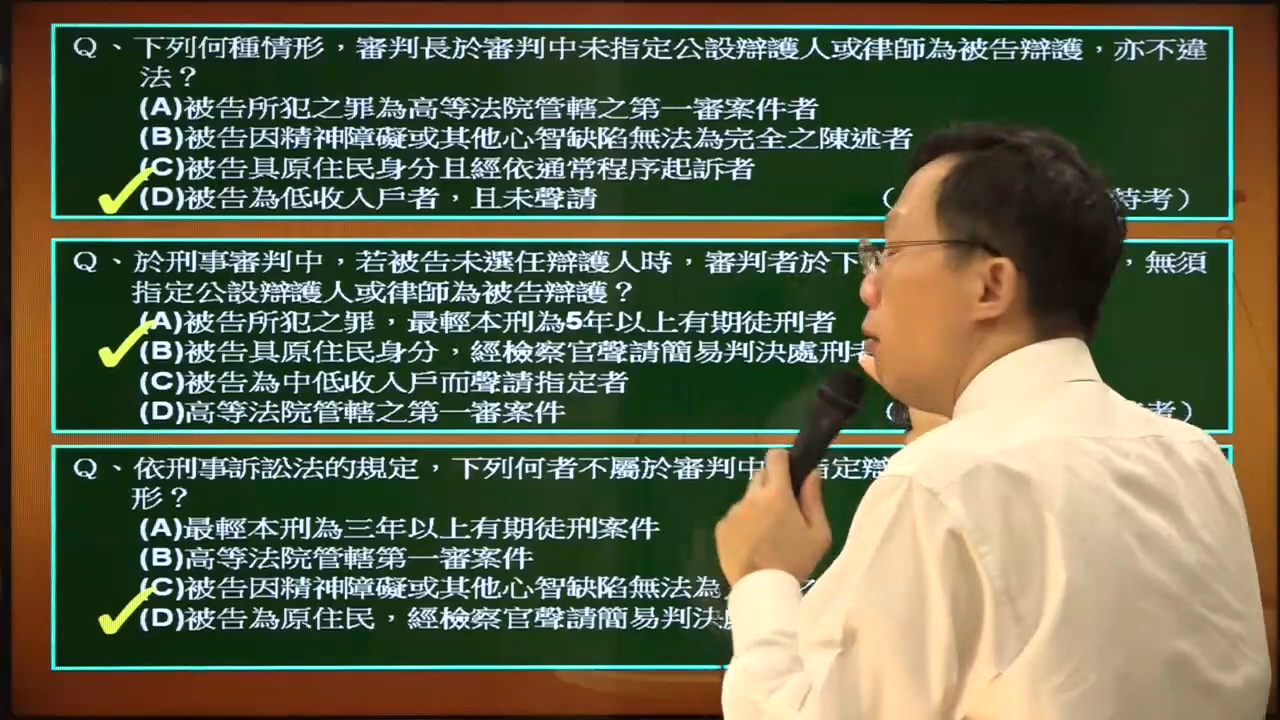 Q、下列何種情形，審判長於審判中未指定公設辯護人或律師為被告辯護，亦不違
法？
(A)被告所犯之罪為高等法院管轄之第一審案件者
(B)被告因精神障礙或其他心智缺陷無法為完全之陳述者
(C)被告具原住民身分且經依通常程序起訴者
(D)被告為低收入戶者，且未聲請 （ 特考）
Q、於刑事審判中，若被告未選任辯護人時，審判者於下 ，無須
指定公設辯護人或律師為被告辯護？
(A)被告所犯之罪，最輕本刑為5年以上有期徒刑者
(B)被告具原住民身分，經檢察官聲請簡易判決處刑者
(C)被告為中低收入戶而聲請指定者
(D)高等法院管轄之第一審案件 （ 考）
Q、依刑事訴訟法的規定，下列何者不屬於審判中 指定辯
形？
(A)最輕本刑為三年以上有期徒刑案件
(B)高等法院管轄第一審案件
(C)被告因精神障礙或其他心智缺陷無法為
(D)被告為原住民，經檢察官聲請簡易判決